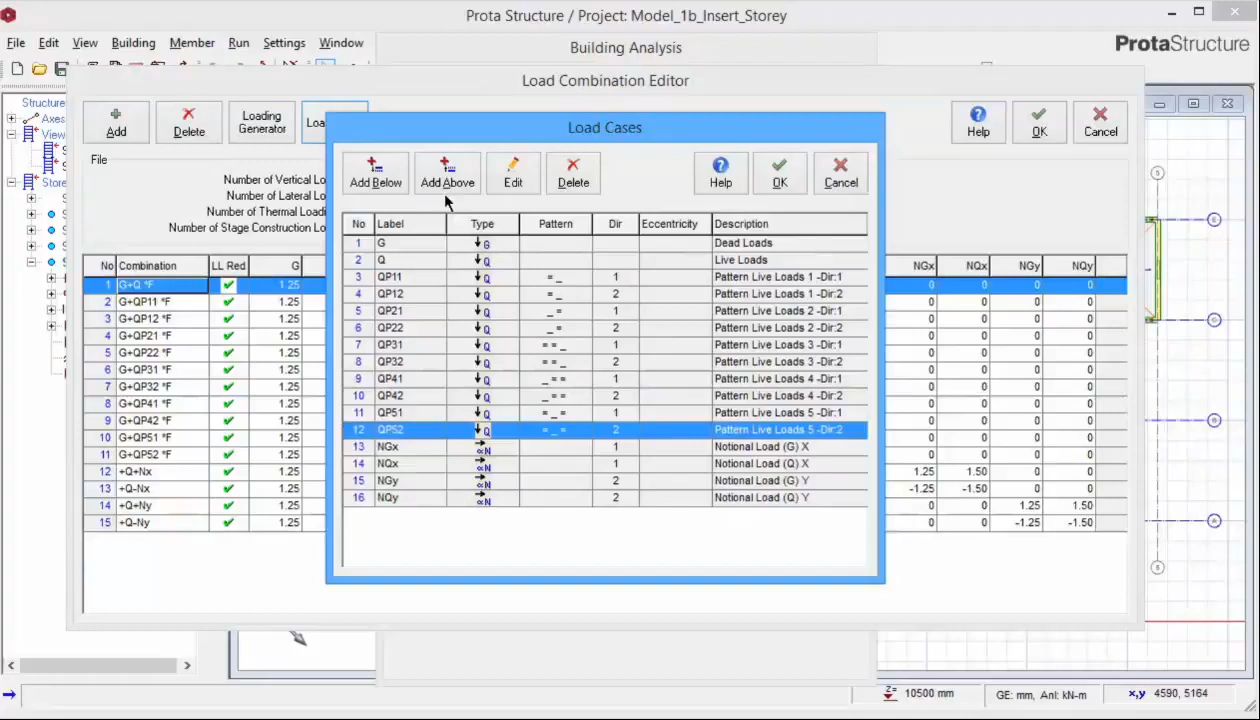 Prota Structure / Project: Model_1b_Insert_Storey
File Edit View Building Member Run Settings Window
Building Analysis
ProtaStructure
Load Combination Editor
Add Delete Loading Generator Loa
Help OK Cancel
Load Cases
Add Below Add Above Edit Delete Help OK Cancel
Structure
Axes
View
Store
File
Number of Vertical Lo
Number of Lateral Lo
Number of Thermal Loadi
Number of Stage Construction Lo
No Label Type Pattern Dir Eccentricity Description
1 G G Dead Loads
2 Q Q Live Loads
3 QP11 Q = _ 1 Pattern Live Loads 1 -Dir:1
4 QP12 Q = _ 2 Pattern Live Loads 1 -Dir:2
5 QP21 Q _ = 1 Pattern Live Loads 2 -Dir:1
6 QP22 Q _ = 2 Pattern Live Loads 2 -Dir:2
7 QP31 Q = = _ 1 Pattern Live Loads 3 -Dir:1
8 QP32 Q = = _ 2 Pattern Live Loads 3 -Dir:2
9 QP41 Q _ = = 1 Pattern Live Loads 4 -Dir:1
10 QP42 Q _ = = 2 Pattern Live Loads 4 -Dir:2
11 QP51 Q = _ = 1 Pattern Live Loads 5 -Dir:1
12 QP52 Q = _ = 2 Pattern Live Loads 5 -Dir:2
13 NGx αN 1 Notional Load (G) X
14 NQx αN 1 Notional Load (Q) X
15 NGy αN 2 Notional Load (G) Y
16 NQy αN 2 Notional Load (Q) Y
No Combination LL Red G NGx NQx NGy NQy
1 G+Q *F 1.25 0 0 0 0
2 G+QP11 *F 1.25 0 0 0 0
3 G+QP12 *F 1.25 0 0 0 0
4 G+QP21 *F 1.25 0 0 0 0
5 G+QP22 *F 1.25 0 0 0 0
6 G+QP31 *F 1.25 0 0 0 0
7 G+QP32 *F 1.25 0 0 0 0
8 G+QP41 *F 1.25 0 0 0 0
9 G+QP42 *F 1.25 0 0 0 0
10 G+QP51 *F 1.25 0 0 0 0
11 G+QP52 *F 1.25 0 0 0 0
12 +Q+Nx 1.25 1.25 1.50 0 0
13 +Q-Nx 1.25 -1.25 -1.50 0 0
14 +Q+Ny 1.25 0 0 1.25 1.50
15 +Q-Ny 1.25 0 0 -1.25 -1.50
Z= 10500 mm GE: mm, Anl: kN-m x,y 4590, 5164